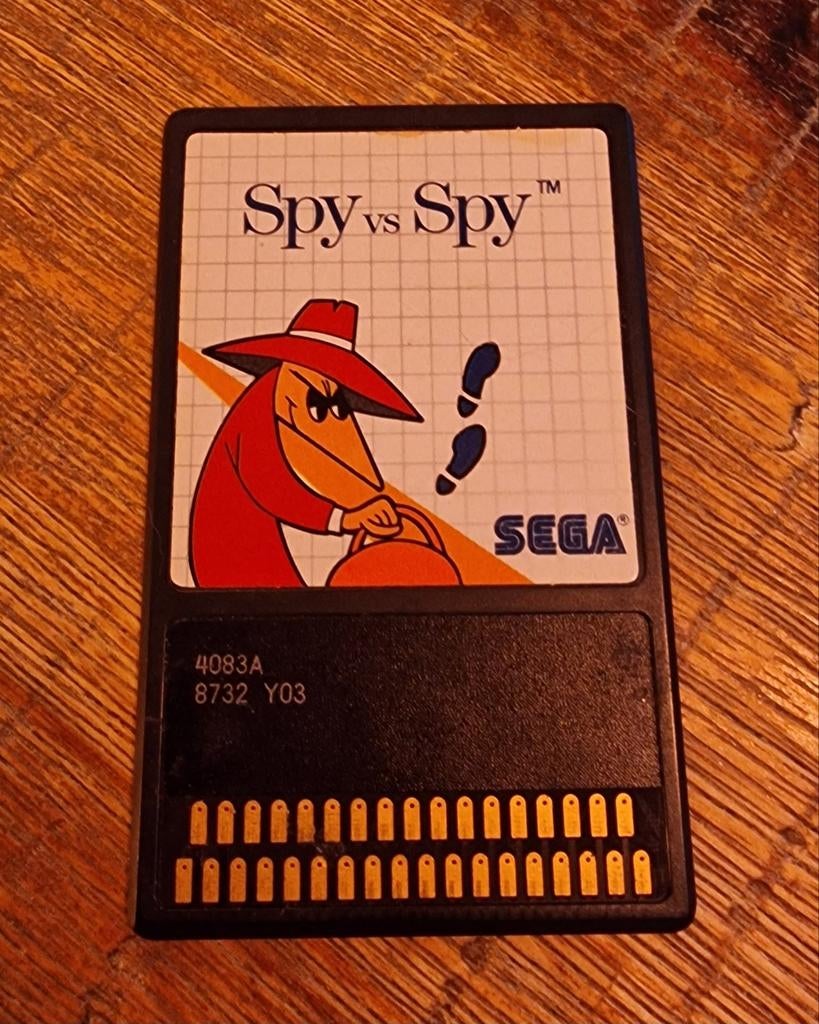 Spy vs Spy™
SEGA®
4083A
8732 Y03